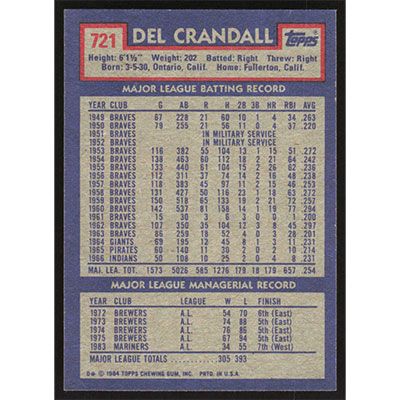 721 DEL CRANDALL Topps
Height: 6'1½" Weight: 202 Batted: Right Threw: Right
Born: 3-5-30, Ontario, Calif. Home: Fullerton, Calif.
MAJOR LEAGUE BATTING RECORD
YEAR CLUB G AB R H 2B 3B HR RBI AVG
1949 BRAVES 67 228 21 60 10 1 4 34 .263
1950 BRAVES 79 255 21 56 11 0 4 37 .220
1951 BRAVES IN MILITARY SERVICE
1952 BRAVES IN MILITARY SERVICE
1953 BRAVES 116 382 55 104 13 1 15 51 .272
1954 BRAVES 138 463 60 112 18 2 21 64 .242
1955 BRAVES 133 440 61 104 15 2 26 62 .236
1956 BRAVES 112 311 37 74 14 2 16 48 .238
1957 BRAVES 118 383 45 97 11 2 15 46 .253
1958 BRAVES 131 427 50 116 23 1 18 63 .272
1959 BRAVES 150 518 65 133 19 2 21 72 .257
1960 BRAVES 142 537 81 158 14 1 19 77 .294
1961 BRAVES 15 30 3 6 3 0 0 1 .200
1962 BRAVES 107 350 35 104 12 3 8 45 .297
1963 BRAVES 86 259 18 52 4 0 3 28 .201
1964 GIANTS 69 195 12 45 8 1 3 11 .231
1965 PIRATES 60 140 11 30 2 0 2 10 .214
1966 INDIANS 50 108 10 25 2 0 4 8 .231
MAJ. LEA. TOT. 1573 5026 585 1276 179 18 179 657 .254
MAJOR LEAGUE MANAGERIAL RECORD
YEAR CLUB LEA. W L FINISH
1972 BREWERS A.L. 54 70 6th (East)
1973 BREWERS A.L. 74 88 5th (East)
1974 BREWERS A.L. 76 86 5th (East)
1975 BREWERS A.L. 67 94 5th (East)
1983 MARINERS A.L. 34 55 7th (West)
MAJOR LEAGUE TOTALS ........ 305 393
© 1984 TOPPS CHEWING GUM, INC. PRTD. IN U.S.A.